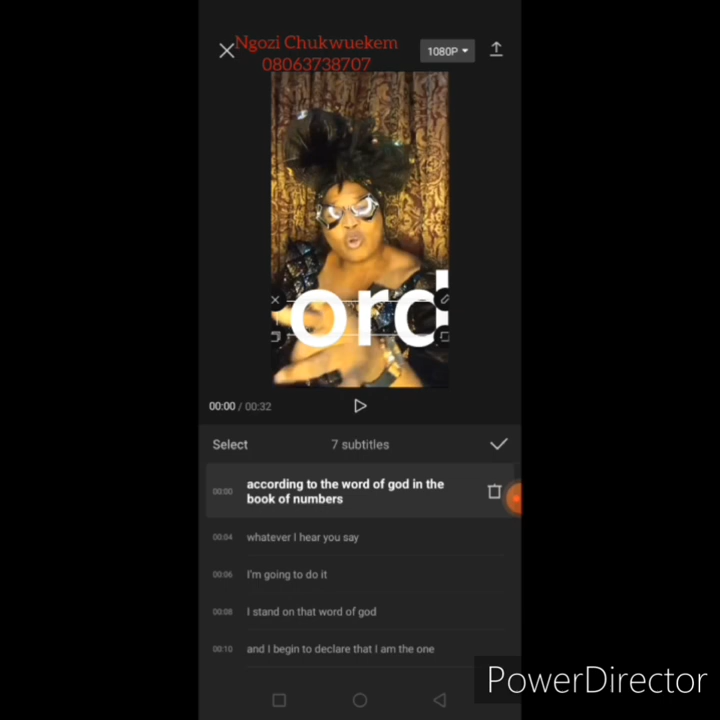 Ngozi Chukwuekem
1080P
08063738707
ord
00:00 / 00:32
Select
7 subtitles
00:00
according to the word of god in the
book of numbers
00:04 whatever I hear you say
00:06 I'm going to do it
00:08 I stand on that word of god
00:10 and I begin to declare that I am the one
PowerDirector